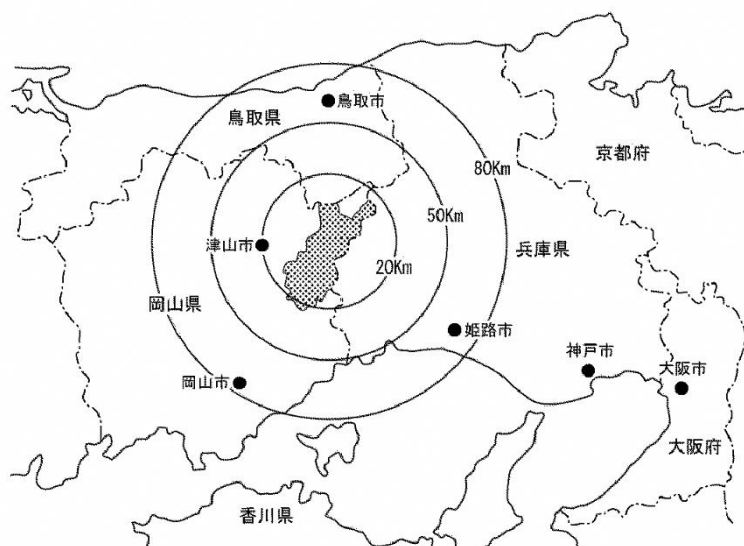 鳥取市
鳥取県
京都府
80Km
50Km
津山市
兵庫県
20Km
岡山県
姫路市
神戸市
大阪市
岡山市
大阪府
香川県